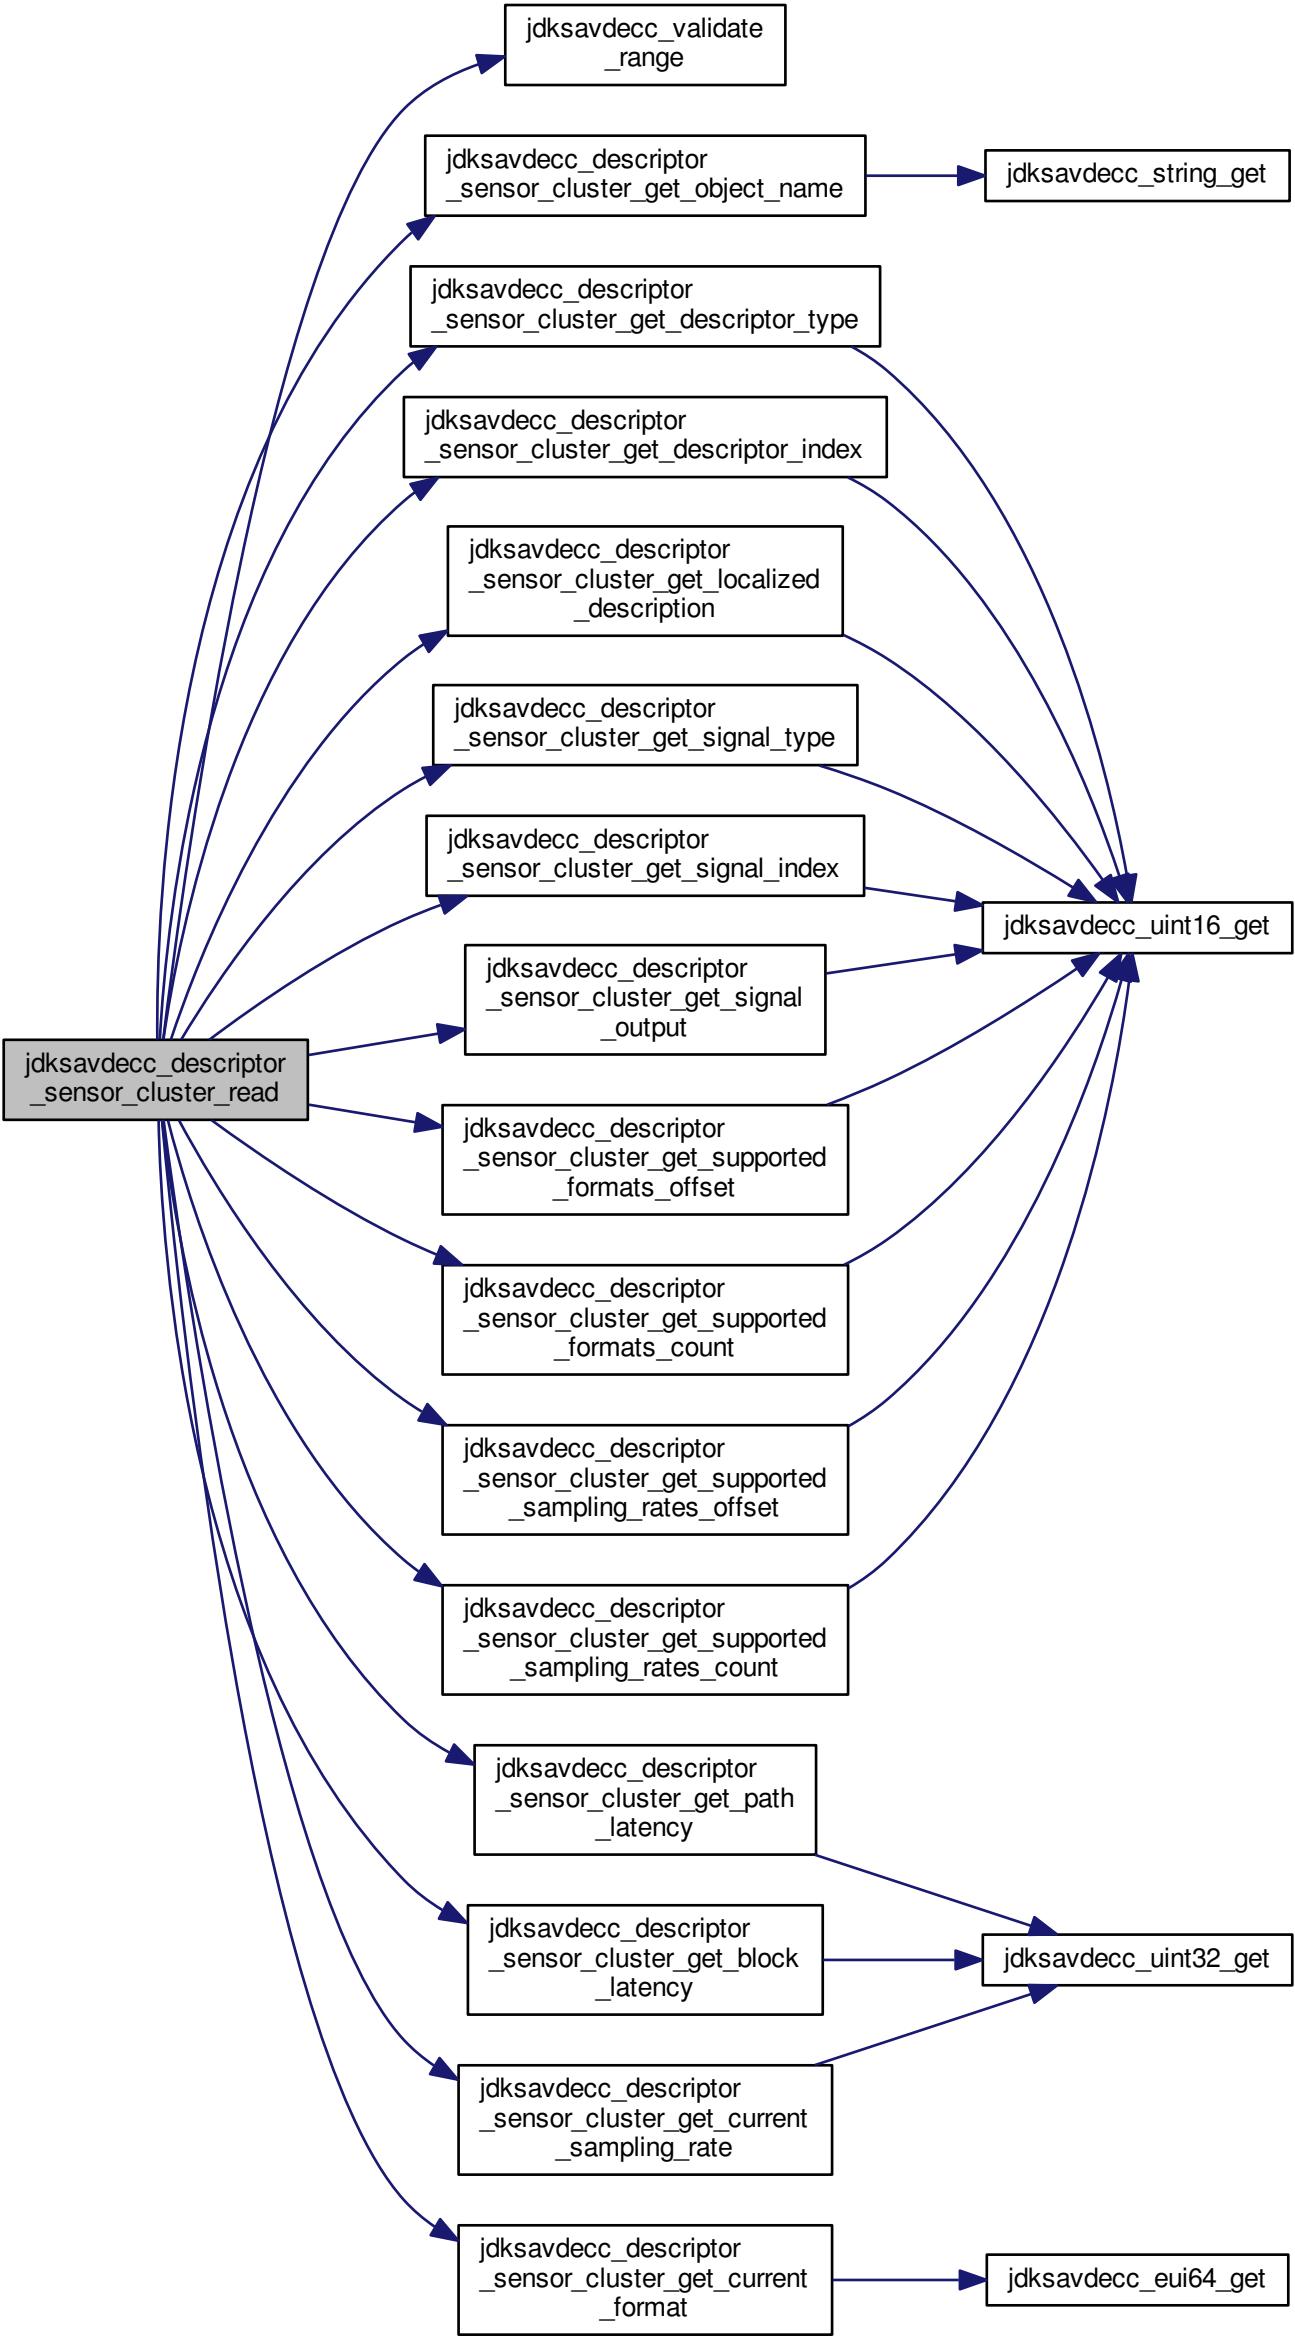 jdksavdecc_validate
_range
jdksavdecc_descriptor
_sensor_cluster_get_object_name
jdksavdecc_string_get
jdksavdecc_descriptor
_sensor_cluster_get_descriptor_type
jdksavdecc_descriptor
_sensor_cluster_get_descriptor_index
jdksavdecc_descriptor
_sensor_cluster_get_localized
_description
jdksavdecc_descriptor
_sensor_cluster_get_signal_type
jdksavdecc_descriptor
_sensor_cluster_get_signal_index
jdksavdecc_uint16_get
jdksavdecc_descriptor
_sensor_cluster_get_signal
_output
jdksavdecc_descriptor
_sensor_cluster_read
jdksavdecc_descriptor
_sensor_cluster_get_supported
_formats_offset
jdksavdecc_descriptor
_sensor_cluster_get_supported
_formats_count
jdksavdecc_descriptor
_sensor_cluster_get_supported
_sampling_rates_offset
jdksavdecc_descriptor
_sensor_cluster_get_supported
_sampling_rates_count
jdksavdecc_descriptor
_sensor_cluster_get_path
_latency
jdksavdecc_descriptor
_sensor_cluster_get_block
_latency
jdksavdecc_uint32_get
jdksavdecc_descriptor
_sensor_cluster_get_current
_sampling_rate
jdksavdecc_descriptor
_sensor_cluster_get_current
_format
jdksavdecc_eui64_get